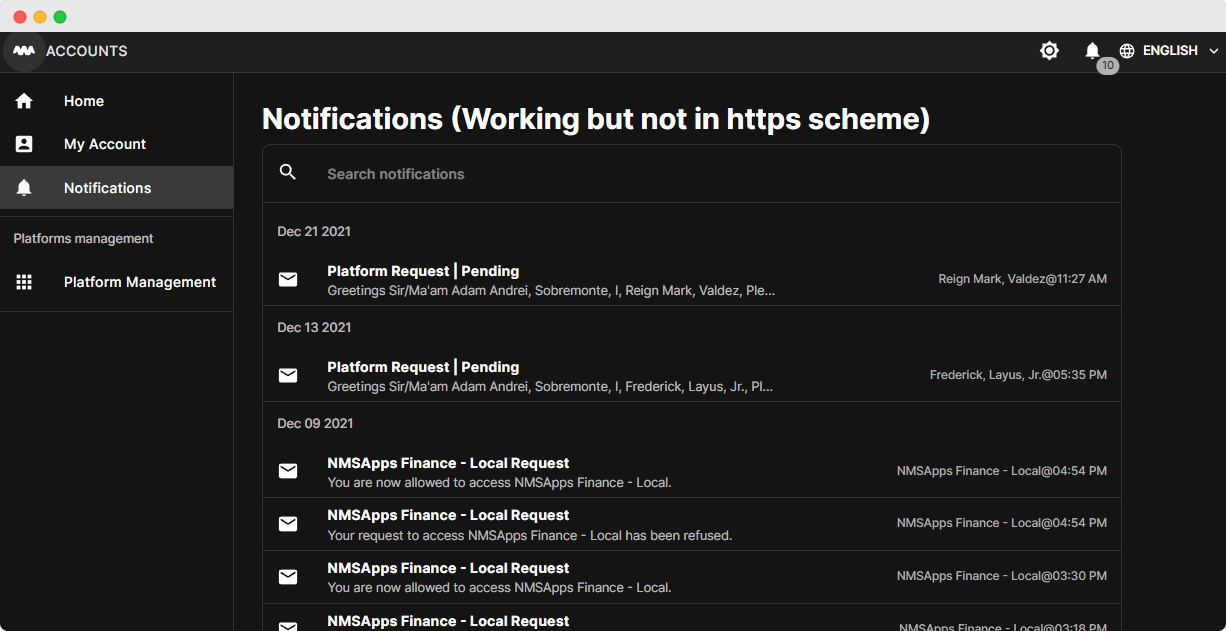 ACCOUNTS
10
ENGLISH
Home
My Account
Notifications
Platforms management
Platform Management
Notifications (Working but not in https scheme)
Search notifications
Dec 21 2021
Platform Request | Pending
Greetings Sir/Ma'am Adam Andrei, Sobremonte, I, Reign Mark, Valdez, Ple...
Reign Mark, Valdez@11:27 AM
Dec 13 2021
Platform Request | Pending
Greetings Sir/Ma'am Adam Andrei, Sobremonte, I, Frederick, Layus, Jr., Pl...
Frederick, Layus, Jr.@05:35 PM
Dec 09 2021
NMSApps Finance - Local Request
You are now allowed to access NMSApps Finance - Local.
NMSApps Finance - Local@04:54 PM
NMSApps Finance - Local Request
Your request to access NMSApps Finance - Local has been refused.
NMSApps Finance - Local@04:54 PM
NMSApps Finance - Local Request
You are now allowed to access NMSApps Finance - Local.
NMSApps Finance - Local@03:30 PM
NMSApps Finance - Local Request
NMSApps Finance - Local@03:18 PM